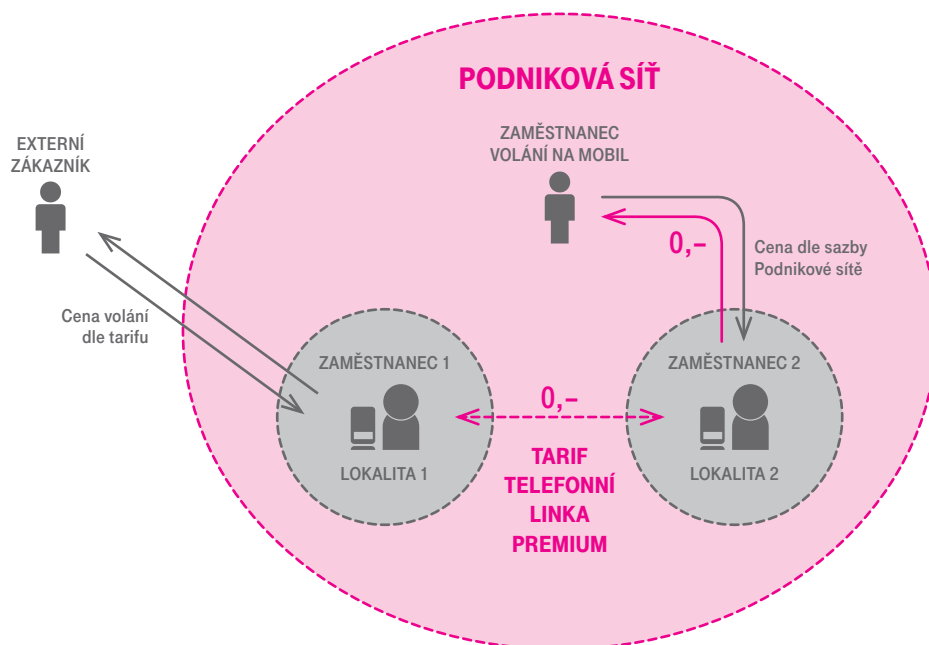 PODNIKOVÁ SÍŤ
EXTERNÍ
ZÁKAZNÍK
ZAMĚSTNANEC
VOLÁNÍ NA MOBIL
0,–
Cena dle sazby
Podnikové sítě
Cena volání
dle tarifu
ZAMĚSTNANEC 1
LOKALITA 1
0,–
TARIF
TELEFONNÍ
LINKA
PREMIUM
ZAMĚSTNANEC 2
LOKALITA 2